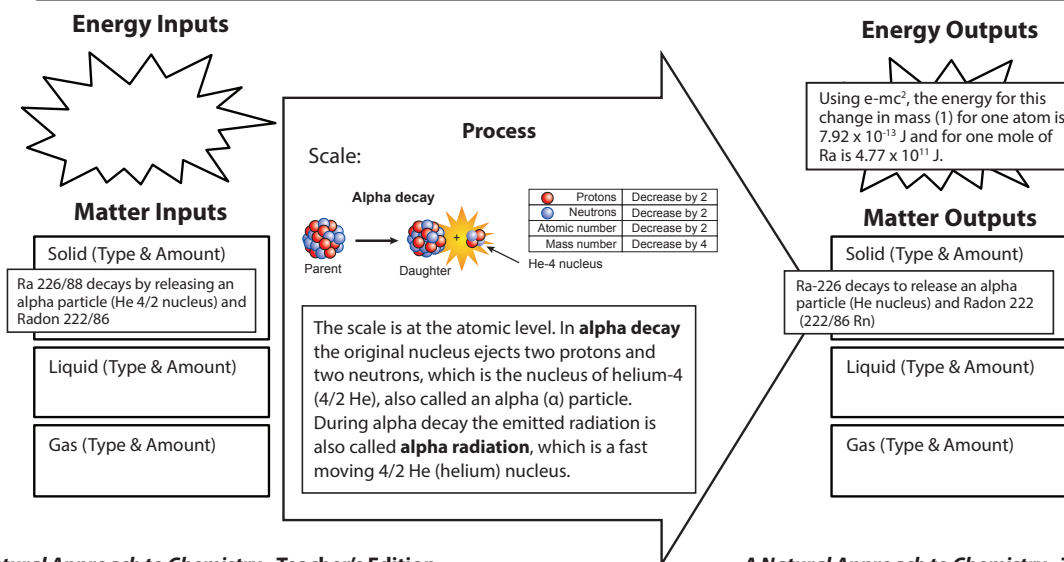 Energy Inputs
Matter Inputs
Solid (Type & Amount)
Ra 226/88 decays by releasing an
alpha particle (He 4/2 nucleus) and
Radon 222/86
Liquid (Type & Amount)
Gas (Type & Amount)
Process
Scale:
Alpha decay
Parent
Daughter
+
He-4 nucleus
Protons Decrease by 2
Neutrons Decrease by 2
Atomic number Decrease by 2
Mass number Decrease by 4
The scale is at the atomic level. In alpha decay
the original nucleus ejects two protons and
two neutrons, which is the nucleus of helium-4
(4/2 He), also called an alpha (α) particle.
During alpha decay the emitted radiation is
also called alpha radiation, which is a fast
moving 4/2 He (helium) nucleus.
Energy Outputs
Using e-mc², the energy for this
change in mass (1) for one atom is
7.92 x 10⁻¹³ J and for one mole of
Ra is 4.77 x 10¹¹ J.
Matter Outputs
Solid (Type & Amount)
Ra-226 decays to release an alpha
particle (He nucleus) and Radon 222
(222/86 Rn)
Liquid (Type & Amount)
Gas (Type & Amount)
Approach to Chemistry Teacher's Edition
A Natural Approach to Chemistry